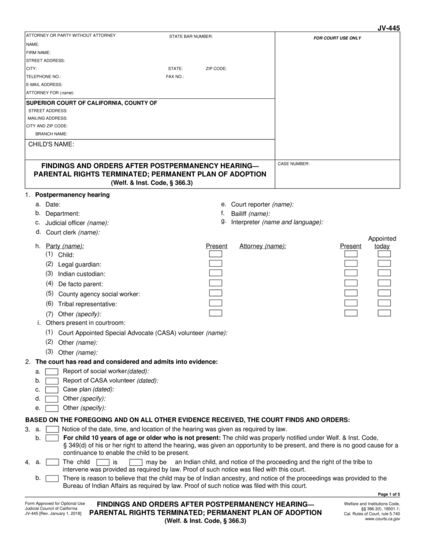 JV-445
ATTORNEY OR PARTY WITHOUT ATTORNEY STATE BAR NUMBER: FOR COURT USE ONLY
NAME:
FIRM NAME:
STREET ADDRESS:
CITY: STATE: ZIP CODE:
TELEPHONE NO.: FAX NO.:
E-MAIL ADDRESS:
ATTORNEY FOR (name):
SUPERIOR COURT OF CALIFORNIA, COUNTY OF
STREET ADDRESS:
MAILING ADDRESS:
CITY AND ZIP CODE:
BRANCH NAME:
CHILD'S NAME:
FINDINGS AND ORDERS AFTER POSTPERMANENCY HEARING—
PARENTAL RIGHTS TERMINATED; PERMANENT PLAN OF ADOPTION
(Welf. & Inst. Code, § 366.3)
CASE NUMBER:
1. Postpermanency hearing
a. Date: e. Court reporter (name):
b. Department: f. Bailiff (name):
c. Judicial officer (name): g. Interpreter (name and language):
d. Court clerk (name):
Appointed
h. Party (name): Present Attorney (name): Present today
(1) Child:
(2) Legal guardian:
(3) Indian custodian:
(4) De facto parent:
(5) County agency social worker:
(6) Tribal representative:
(7) Other (specify):
i. Others present in courtroom:
(1) Court Appointed Special Advocate (CASA) volunteer (name):
(2) Other (name):
(3) Other (name):
2. The court has read and considered and admits into evidence:
a. Report of social worker(dated):
b. Report of CASA volunteer (dated):
c. Case plan (dated):
d. Other (specify):
e. Other (specify):
BASED ON THE FOREGOING AND ON ALL OTHER EVIDENCE RECEIVED, THE COURT FINDS AND ORDERS:
3. a. Notice of the date, time, and location of the hearing was given as required by law.
b. For child 10 years of age or older who is not present: The child was properly notified under Welf. & Inst. Code,
§ 349(d) of his or her right to attend the hearing, was given an opportunity to be present, and there is no good cause for a
continuance to enable the child to be present.
4. a. The child is may be an Indian child, and notice of the proceeding and the right of the tribe to
intervene was provided as required by law. Proof of such notice was filed with this court.
b. There is reason to believe that the child may be of Indian ancestry, and notice of the proceedings was provided to the
Bureau of Indian Affairs as required by law. Proof of such notice was filed with this court.
Page 1 of 3
Form Approved for Optional Use
Judicial Council of California
JV-445 [Rev. January 1, 2018]
FINDINGS AND ORDERS AFTER POSTPERMANENCY HEARING—
PARENTAL RIGHTS TERMINATED; PERMANENT PLAN OF ADOPTION
(Welf. & Inst. Code, § 366.3)
Welfare and Institutions Code,
§§ 366.3(f), 16501.1;
Cal. Rules of Court, rule 5.740
www.courts.ca.gov